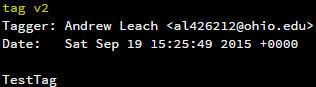 tag v2
Tagger: Andrew Leach <al426212@ohio.edu>
Date:   Sat Sep 19 15:25:49 2015 +0000

TestTag